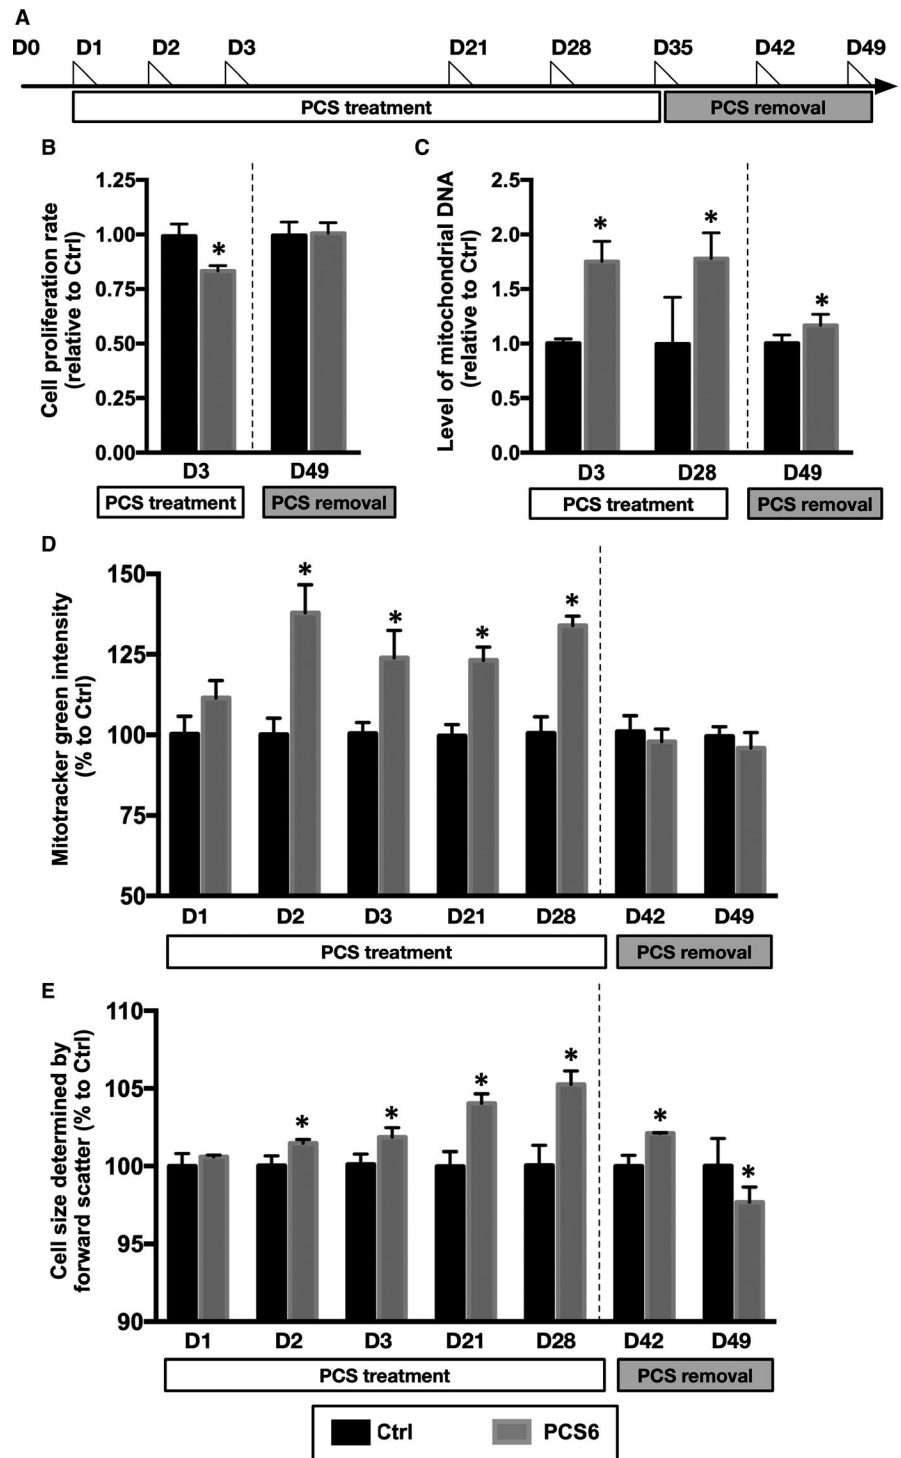 A
D0 D1 D2 D3 D21 D28 D35 D42 D49
PCS treatment PCS removal
B
Cell proliferation rate
(relative to Ctrl)
1.25
1.00
0.75
0.50
0.25
0.00
*
D3 D49
PCS treatment PCS removal
C
Level of mitochondrial DNA
(relative to Ctrl)
2.5
2.0
1.5
1.0
0.5
0.0
* * *
D3 D28 D49
PCS treatment PCS removal
D
Mitotracker green intensity
(% to Ctrl)
150
125
100
75
50
* * * *
D1 D2 D3 D21 D28 D42 D49
PCS treatment PCS removal
E
Cell size determined by
forward scatter (% to Ctrl)
110
105
100
95
90
* * * * * *
D1 D2 D3 D21 D28 D42 D49
PCS treatment PCS removal
Ctrl PCS6